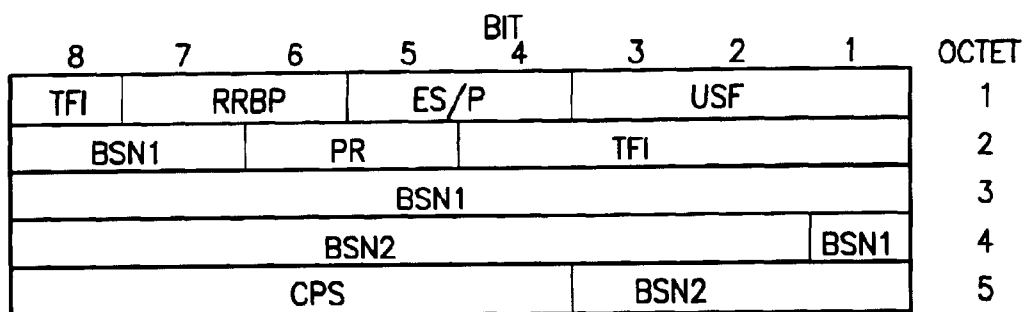 BIT
8 7 6 5 4 3 2 1 OCTET
TFI RRBP ES/P USF 1
BSN1 PR TFI 2
BSN1 3
BSN2 BSN1 4
CPS BSN2 5